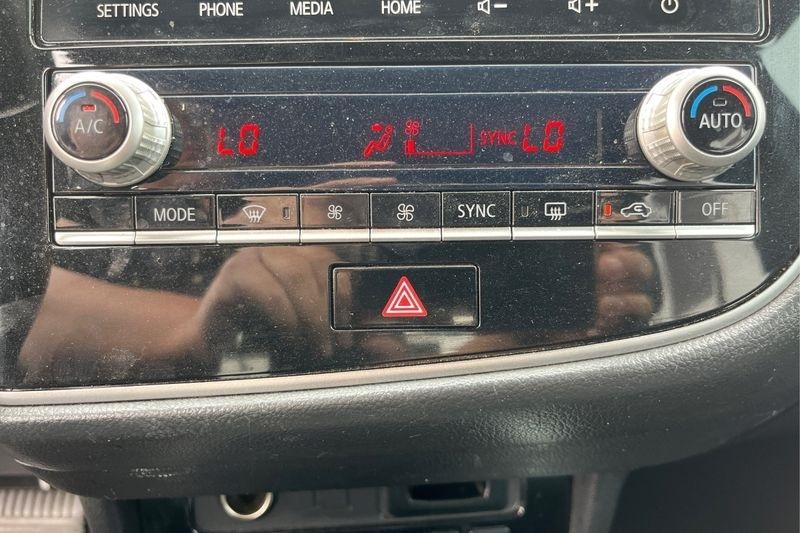 SETTINGS PHONE MEDIA HOME - +
A/C LO SYNC LO AUTO
MODE SYNC OFF